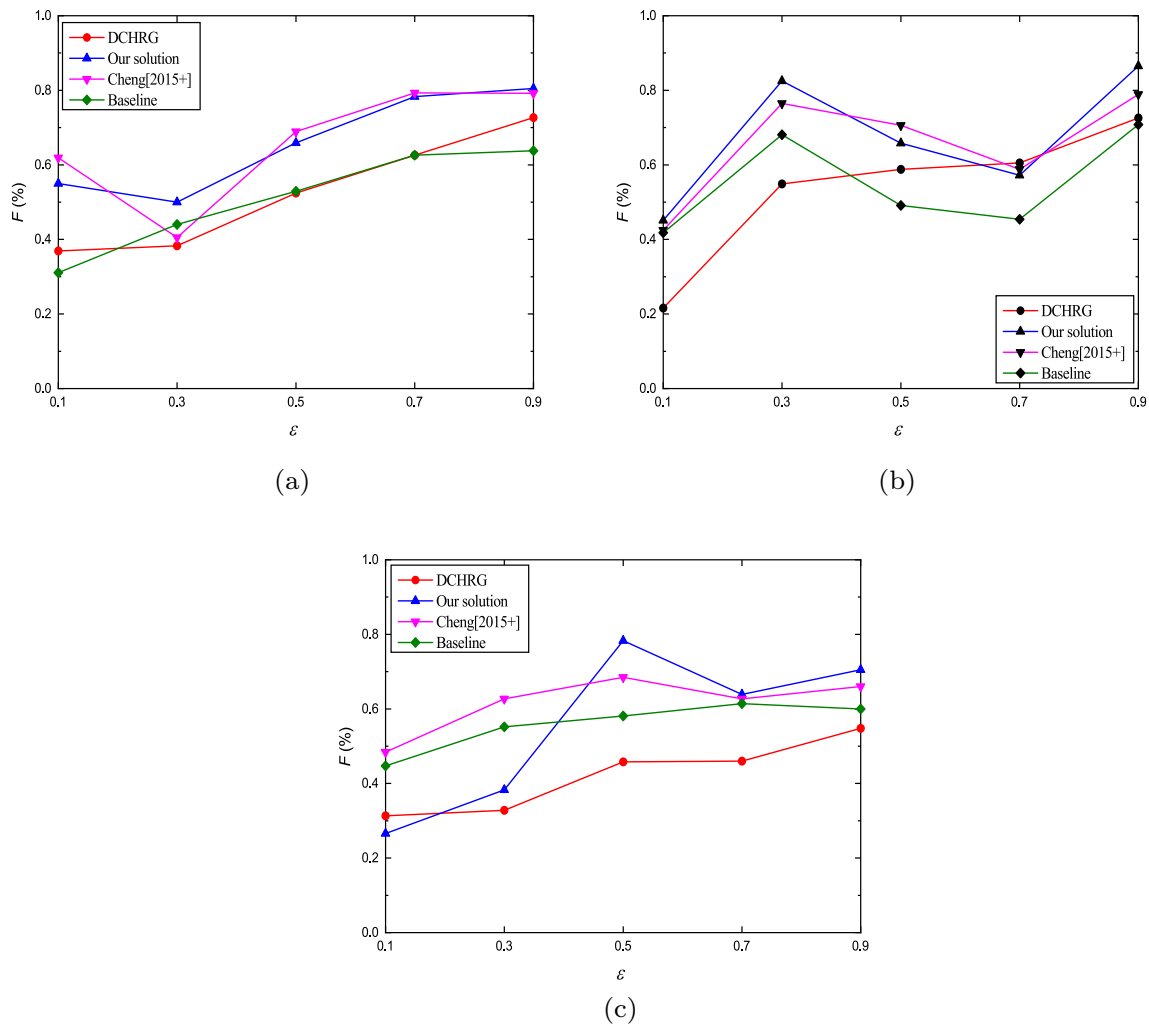 1.0
0.8
0.6
0.4
0.2
0.0
F (%)
DCHRG
Our solution
Cheng[2015+]
Baseline
0.1 0.3 0.5 0.7 0.9
ε
(a)
1.0
0.8
0.6
0.4
0.2
0.0
F (%)
DCHRG
Our solution
Cheng[2015+]
Baseline
0.1 0.3 0.5 0.7 0.9
ε
(b)
1.0
0.8
0.6
0.4
0.2
0.0
F (%)
DCHRG
Our solution
Cheng[2015+]
Baseline
0.1 0.3 0.5 0.7 0.9
ε
(c)